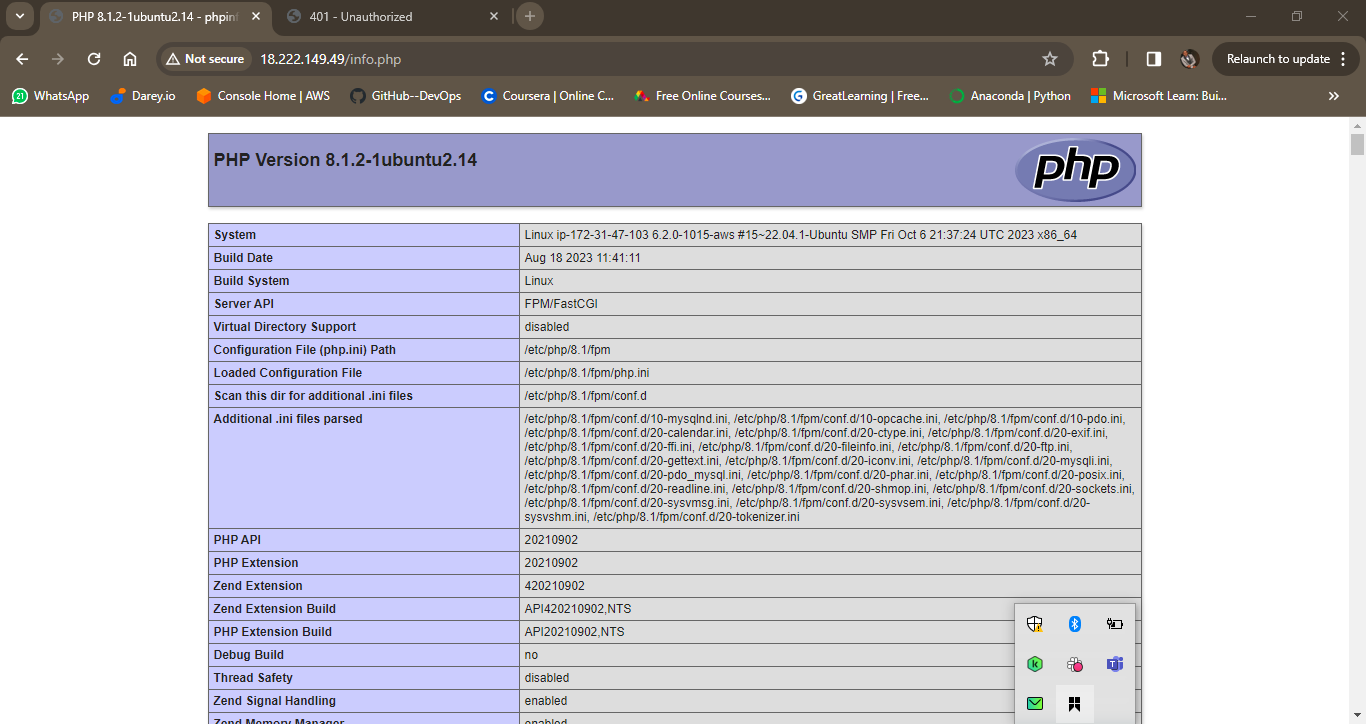 PHP 8.1.2-1ubuntu2.14 - phpinf
401 - Unauthorized
Not secure
18.222.149.49/info.php
Relaunch to update
21
WhatsApp
Darey.io
Console Home | AWS
GitHub--DevOps
Coursera | Online C...
Free Online Courses...
GreatLearning | Free...
Anaconda | Python
Microsoft Learn: Bui...
PHP Version 8.1.2-1ubuntu2.14
php
System Linux ip-172-31-47-103 6.2.0-1015-aws #15~22.04.1-Ubuntu SMP Fri Oct 6 21:37:24 UTC 2023 x86_64
Build Date Aug 18 2023 11:41:11
Build System Linux
Server API FPM/FastCGI
Virtual Directory Support disabled
Configuration File (php.ini) Path /etc/php/8.1/fpm
Loaded Configuration File /etc/php/8.1/fpm/php.ini
Scan this dir for additional .ini files /etc/php/8.1/fpm/conf.d
Additional .ini files parsed /etc/php/8.1/fpm/conf.d/10-mysqlnd.ini, /etc/php/8.1/fpm/conf.d/10-opcache.ini, /etc/php/8.1/fpm/conf.d/10-pdo.ini,
/etc/php/8.1/fpm/conf.d/20-calendar.ini, /etc/php/8.1/fpm/conf.d/20-ctype.ini, /etc/php/8.1/fpm/conf.d/20-exif.ini,
/etc/php/8.1/fpm/conf.d/20-ffi.ini, /etc/php/8.1/fpm/conf.d/20-fileinfo.ini, /etc/php/8.1/fpm/conf.d/20-ftp.ini,
/etc/php/8.1/fpm/conf.d/20-gettext.ini, /etc/php/8.1/fpm/conf.d/20-iconv.ini, /etc/php/8.1/fpm/conf.d/20-mysqli.ini,
/etc/php/8.1/fpm/conf.d/20-pdo_mysql.ini, /etc/php/8.1/fpm/conf.d/20-phar.ini, /etc/php/8.1/fpm/conf.d/20-posix.ini,
/etc/php/8.1/fpm/conf.d/20-readline.ini, /etc/php/8.1/fpm/conf.d/20-shmop.ini, /etc/php/8.1/fpm/conf.d/20-sockets.ini,
/etc/php/8.1/fpm/conf.d/20-sysvmsg.ini, /etc/php/8.1/fpm/conf.d/20-sysvsem.ini, /etc/php/8.1/fpm/conf.d/20-
sysvshm.ini, /etc/php/8.1/fpm/conf.d/20-tokenizer.ini
PHP API 20210902
PHP Extension 20210902
Zend Extension 420210902
Zend Extension Build API420210902,NTS
PHP Extension Build API20210902,NTS
Debug Build no
Thread Safety disabled
Zend Signal Handling enabled
Zend Memory Manager enabled